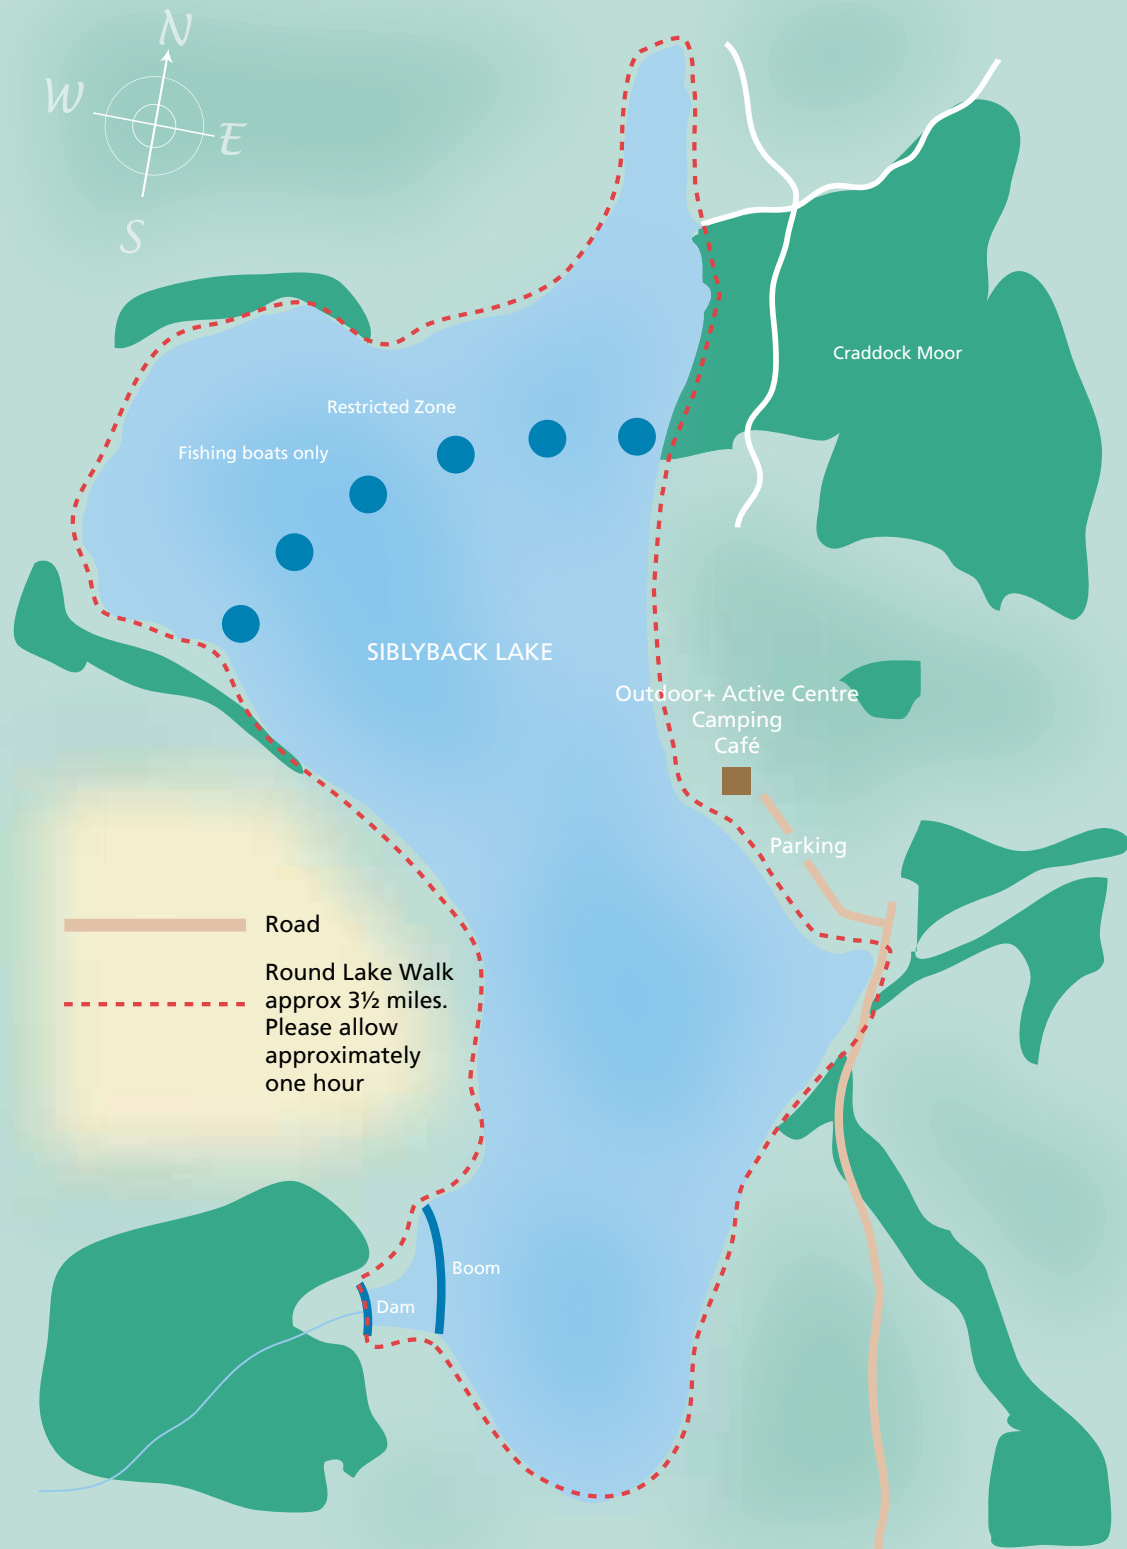 N
W
E
S
Craddock Moor
Restricted Zone
Fishing boats only
SIBLYBACK LAKE
Outdoor+ Active Centre
Camping
Café
Parking
Road
Round Lake Walk
approx 3½ miles.
Please allow
approximately
one hour
Boom
Dam